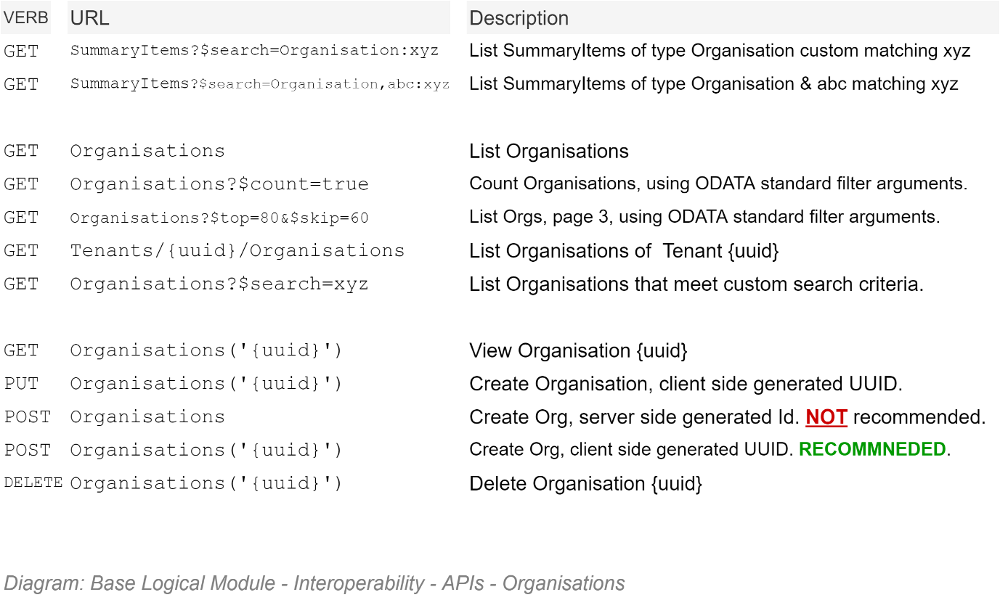 VERB URL Description
GET SummaryItems?$search=Organisation:xyz List SummaryItems of type Organisation custom matching xyz
GET SummaryItems?$search=Organisation,abc:xyz List SummaryItems of type Organisation & abc matching xyz
GET Organisations List Organisations
GET Organisations?$count=true Count Organisations, using ODATA standard filter arguments.
GET Organisations?$top=80&$skip=60 List Orgs, page 3, using ODATA standard filter arguments.
GET Tenants/{uuid}/Organisations List Organisations of  Tenant {uuid}
GET Organisations?$search=xyz List Organisations that meet custom search criteria.
GET Organisations('{uuid}') View Organisation {uuid}
PUT Organisations('{uuid}') Create Organisation, client side generated UUID.
POST Organisations Create Org, server side generated Id. NOT recommended.
POST Organisations('{uuid}') Create Org, client side generated UUID. RECOMMNEDED.
DELETE Organisations('{uuid}') Delete Organisation {uuid}
Diagram: Base Logical Module - Interoperability - APIs - Organisations